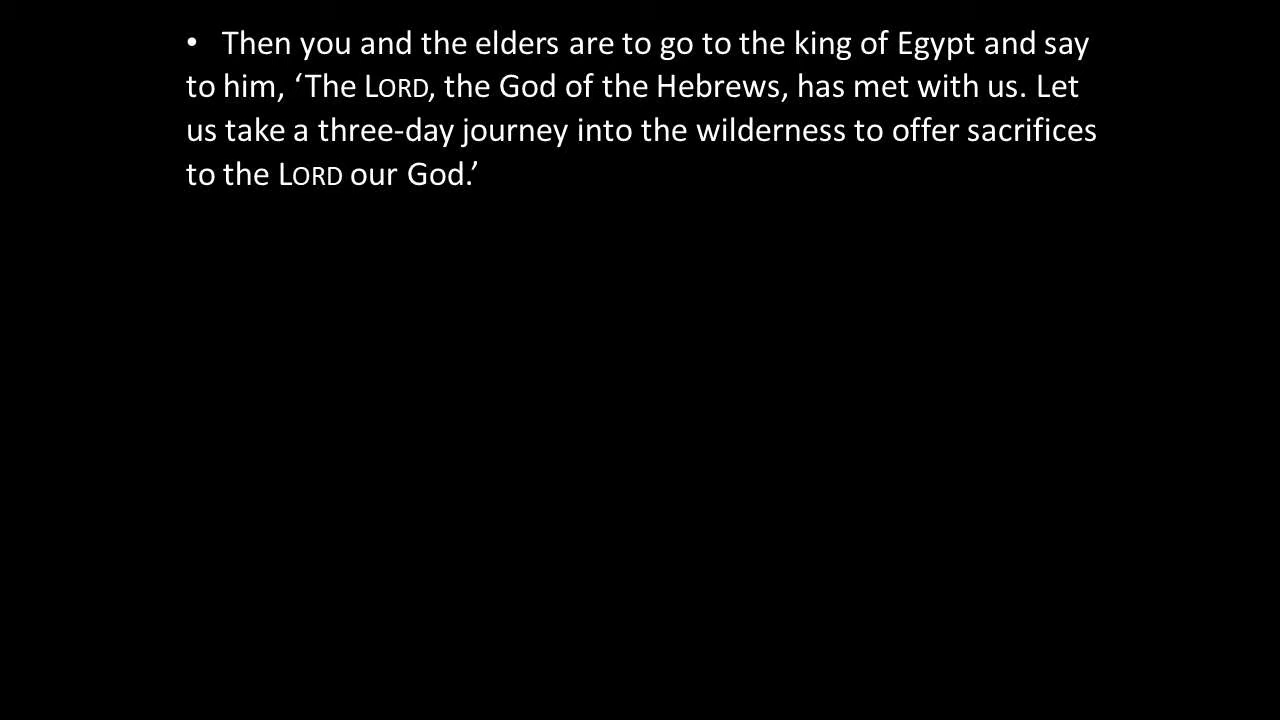 • Then you and the elders are to go to the king of Egypt and say
to him, ‘The LORD, the God of the Hebrews, has met with us. Let
us take a three-day journey into the wilderness to offer sacrifices
to the LORD our God.’